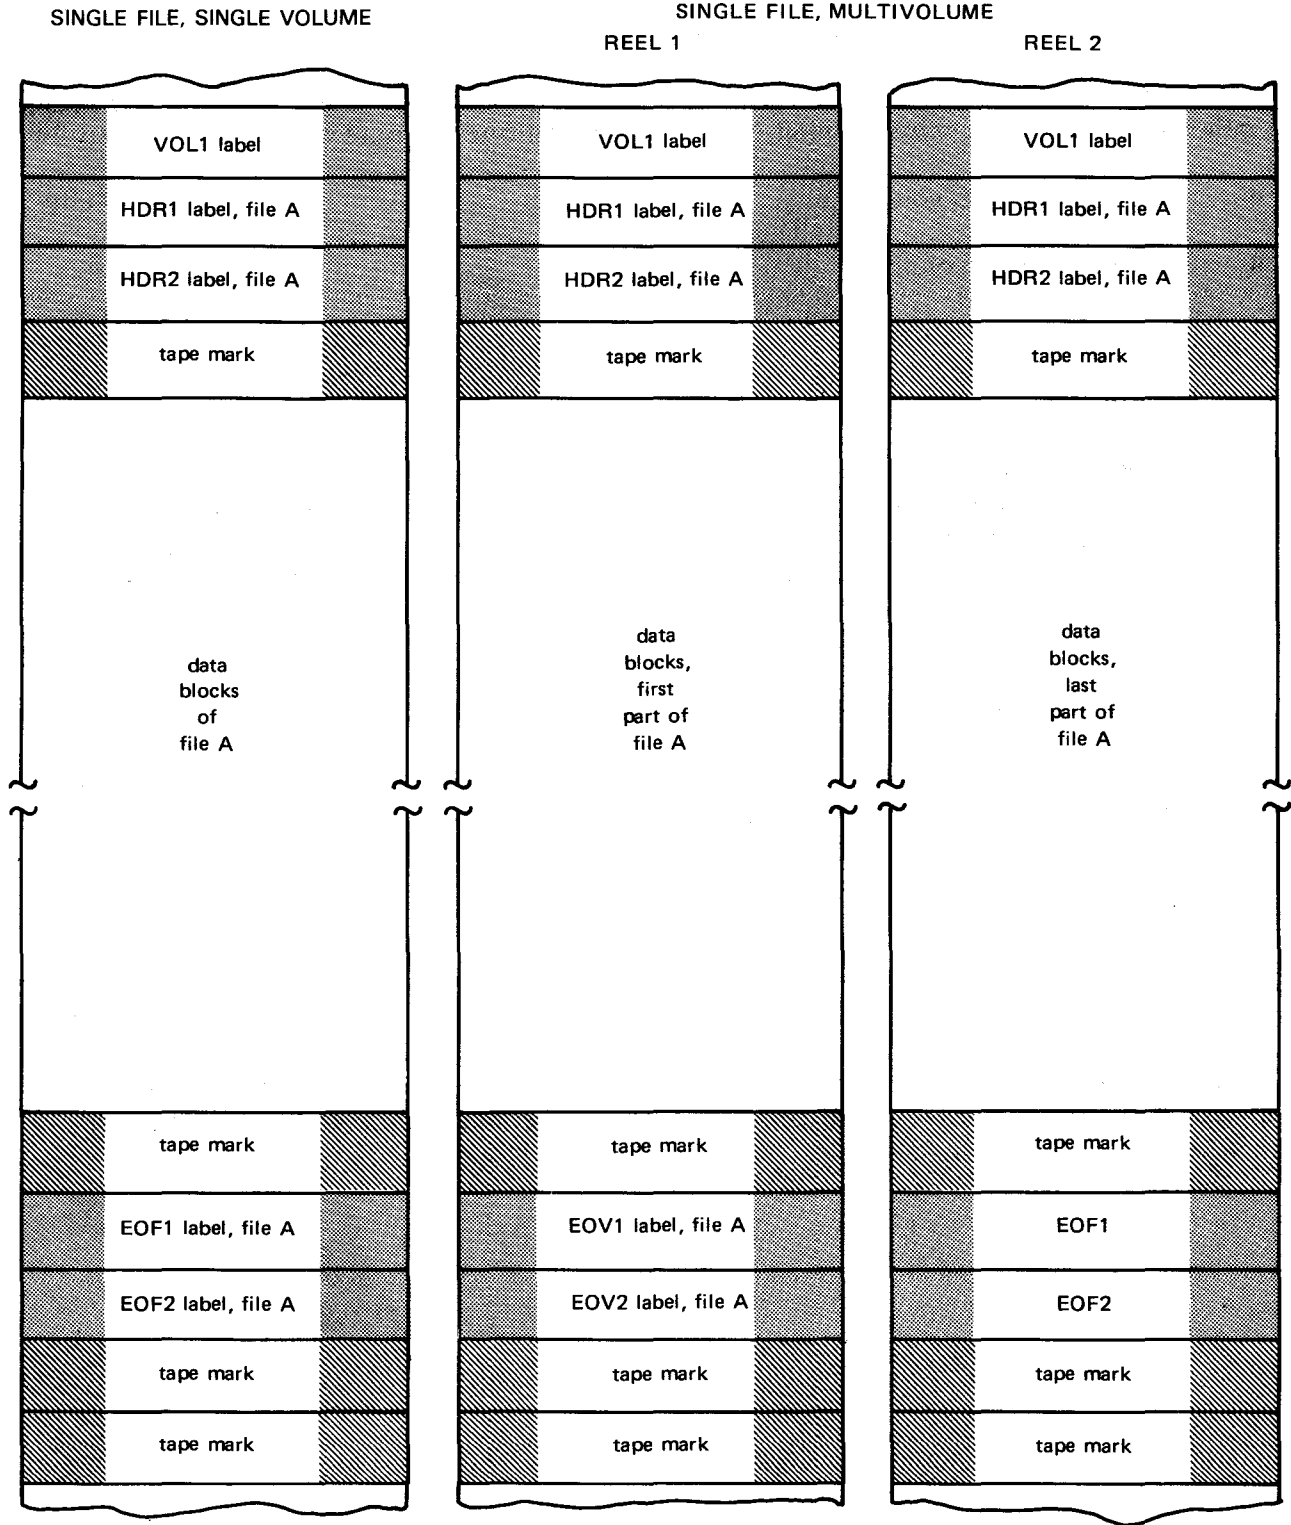 SINGLE FILE, SINGLE VOLUME
VOL1 label
HDR1 label, file A
HDR2 label, file A
tape mark
data
blocks
of
file A
tape mark
EOF1 label, file A
EOF2 label, file A
tape mark
tape mark
SINGLE FILE, MULTIVOLUME
REEL 1
VOL1 label
HDR1 label, file A
HDR2 label, file A
tape mark
data
blocks,
first
part of
file A
tape mark
EOV1 label, file A
EOV2 label, file A
tape mark
tape mark
REEL 2
VOL1 label
HDR1 label, file A
HDR2 label, file A
tape mark
data
blocks,
last
part of
file A
tape mark
EOF1
EOF2
tape mark
tape mark